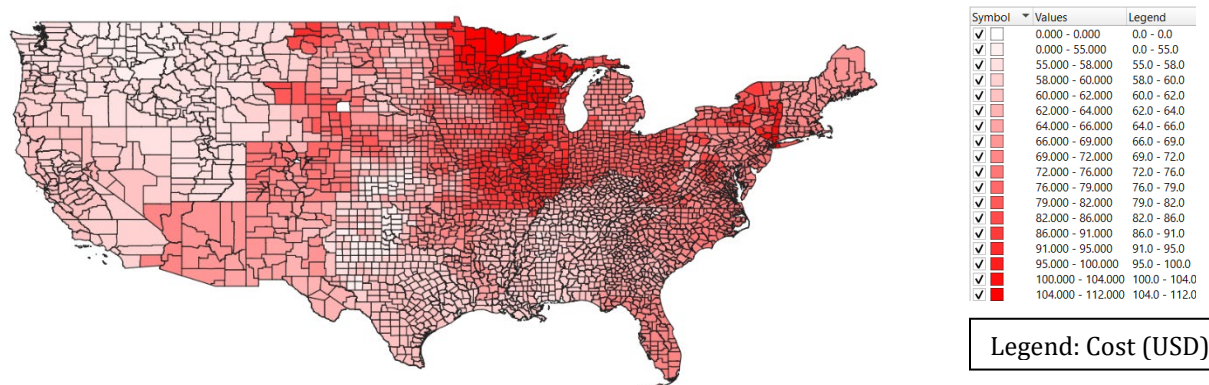 Symbol Values Legend
0.000 - 0.000 0.0 - 0.0
0.000 - 55.000 0.0 - 55.0
55.000 - 58.000 55.0 - 58.0
58.000 - 60.000 58.0 - 60.0
60.000 - 62.000 60.0 - 62.0
62.000 - 64.000 62.0 - 64.0
64.000 - 66.000 64.0 - 66.0
66.000 - 69.000 66.0 - 69.0
69.000 - 72.000 69.0 - 72.0
72.000 - 76.000 72.0 - 76.0
76.000 - 79.000 76.0 - 79.0
79.000 - 82.000 79.0 - 82.0
82.000 - 86.000 82.0 - 86.0
86.000 - 91.000 86.0 - 91.0
91.000 - 95.000 91.0 - 95.0
95.000 - 100.000 95.0 - 100.0
100.000 - 104.000 100.0 - 104.0
104.000 - 112.000 104.0 - 112.0
Legend: Cost (USD)